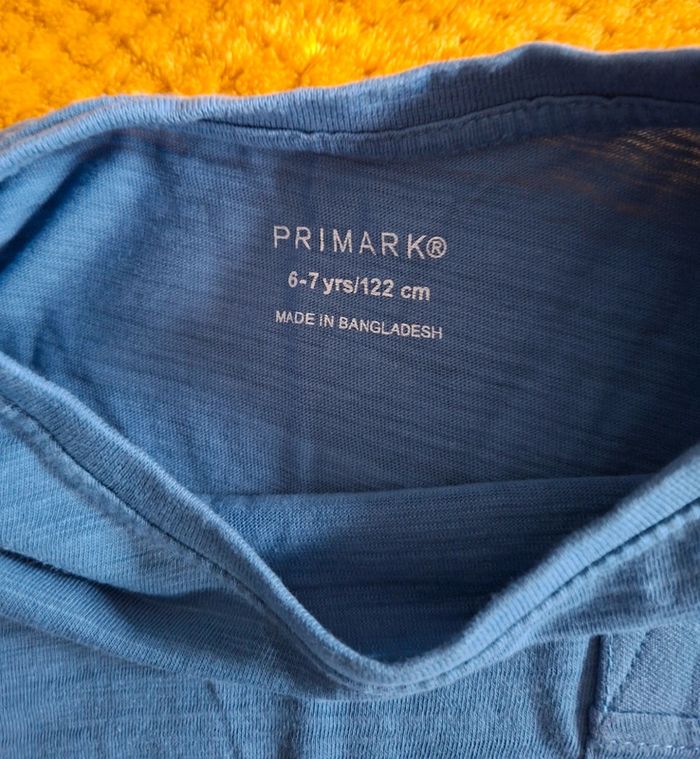 PRIMARK®
6-7 yrs/122 cm
MADE IN BANGLADESH